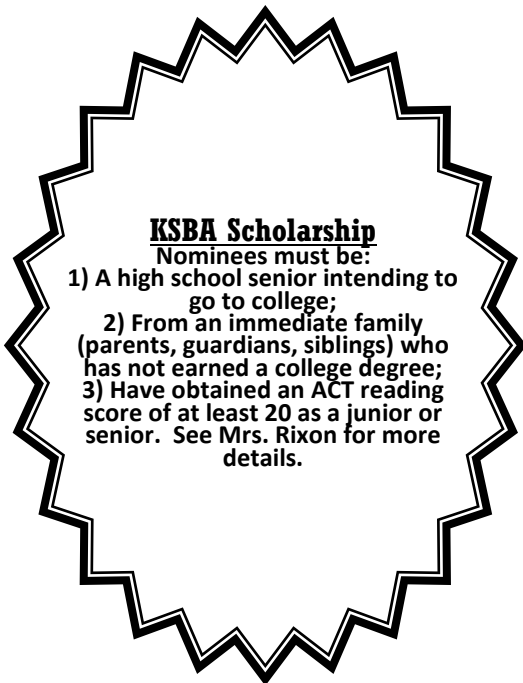 KSBA Scholarship
Nominees must be:
1) A high school senior intending to
go to college;
2) From an immediate family
(parents, guardians, siblings) who
has not earned a college degree;
3) Have obtained an ACT reading
score of at least 20 as a junior or
senior.  See Mrs. Rixon for more
details.